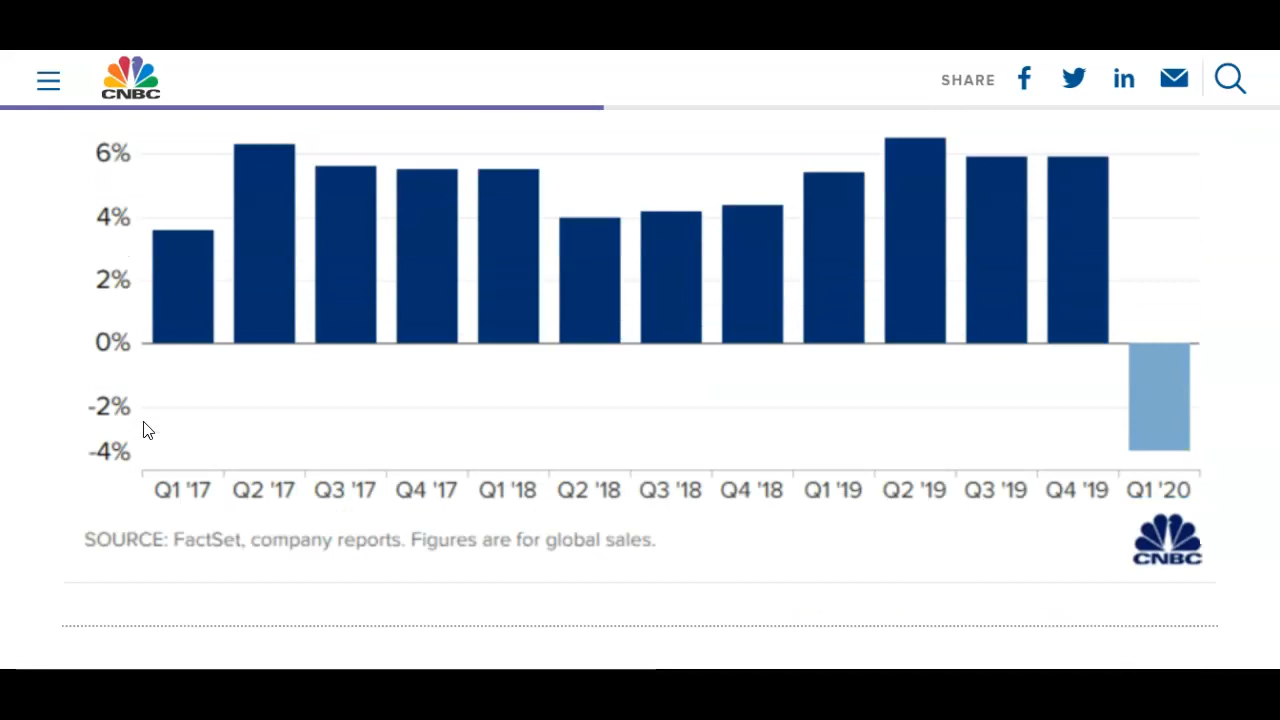 CNBC
SHARE
6%
4%
2%
0%
-2%
-4%
Q1 '17 Q2 '17 Q3 '17 Q4 '17 Q1 '18 Q2 '18 Q3 '18 Q4 '18 Q1 '19 Q2 '19 Q3 '19 Q4 '19 Q1 '20
SOURCE: FactSet, company reports. Figures are for global sales.
CNBC